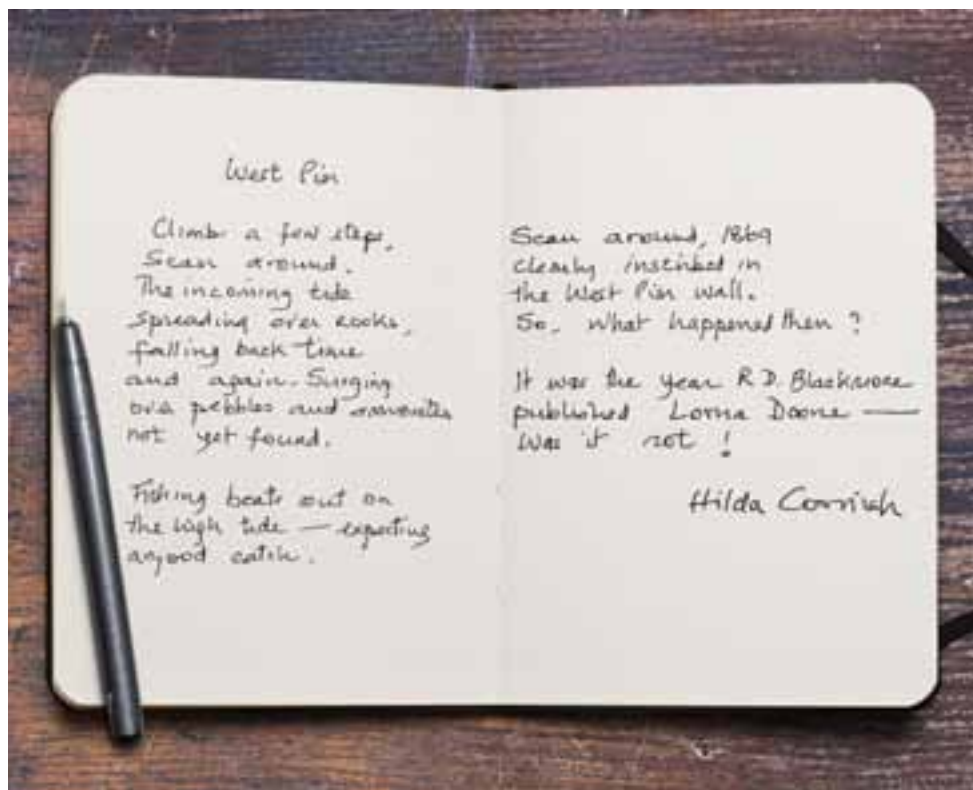 West Pier
Climb a few steps,
Scan around.
The incoming tide
Spreading over rocks,
falling back time
and again. Surging
over pebbles and ammonites
not yet found.
Fishing boats out on
the high tide — expecting
a good catch.
Scan around, 1869
clearly inscribed in
the West Pier wall.
So, what happened then?
It was the year R.D. Blackmore
published Lorna Doone —
Was it not!
Hilda Cornish